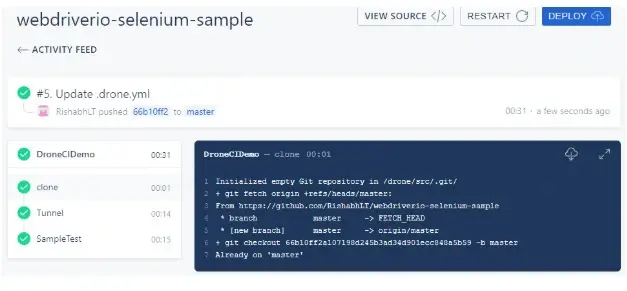 webdriverio-selenium-sample
VIEW SOURCE </>
RESTART
DEPLOY
← ACTIVITY FEED
#5. Update .drone.yml
RishabhLT pushed 66b10ff2 to master
00:31 · a few seconds ago
DroneCIDemo 00:31
clone 00:01
Tunnel 00:14
SampleTest 00:15
DroneCIDemo — clone 00:01
1 Initialized empty Git repository in /drone/src/.git/
2 + git fetch origin +refs/heads/master:
3 From https://github.com/RishabhLT/webdriverio-selenium-sample
4 * branch master -> FETCH_HEAD
5 * [new branch] master -> origin/master
6 + git checkout 66b10ff2a107198d245b3ad34d901ecc848a5b59 -b master
7 Already on 'master'